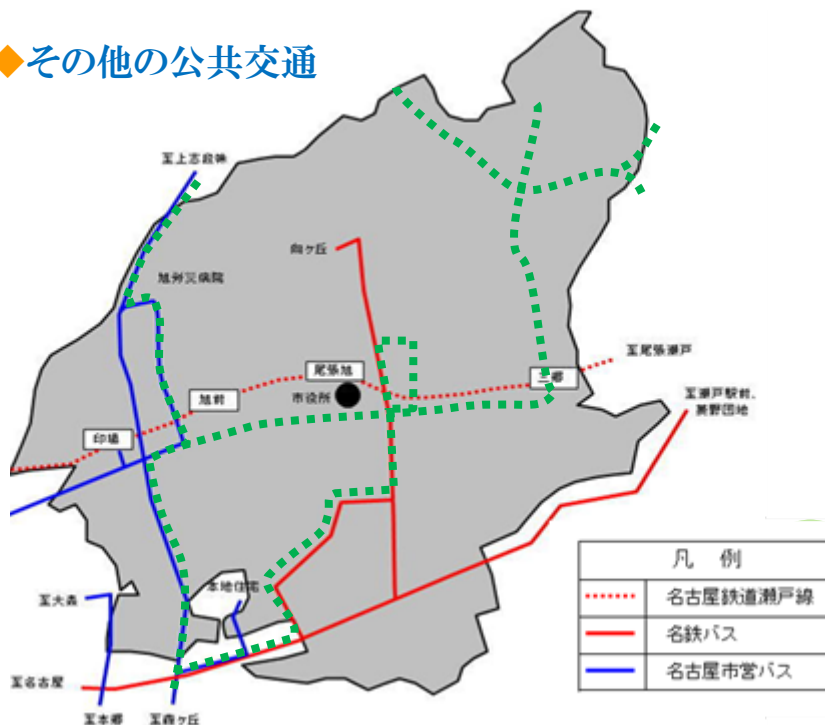 ◆その他の公共交通
至上志段味
向ヶ丘
旭労災病院
至尾張瀬戸
尾張旭
三郷
市役所
旭前
至瀬戸駅前、
菱野団地
印場
凡 例
名古屋鉄道瀬戸線
名鉄バス
名古屋市営バス
本地住宅
至大森
至名古屋
至本郷
至森ヶ丘